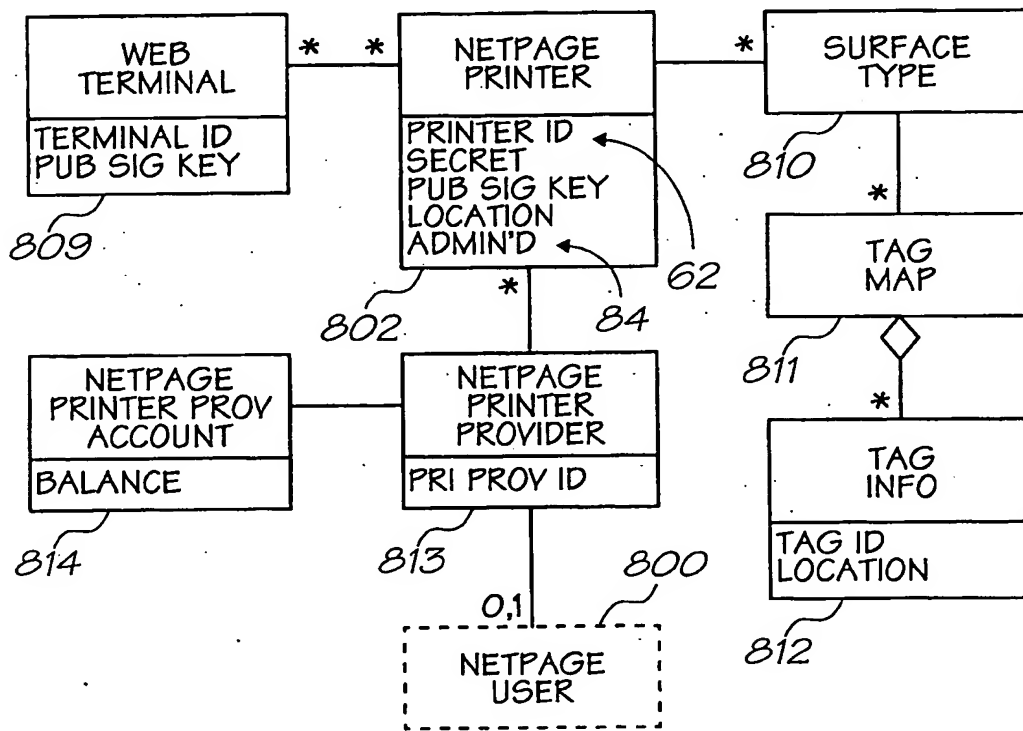 WEB
TERMINAL
TERMINAL ID
PUB SIG KEY
809
* *
NETPAGE
PRINTER
PRINTER ID
SECRET
PUB SIG KEY
LOCATION
ADMIN'D
802
62
84
*
SURFACE
TYPE
810
*
TAG
MAP
811
*
TAG
INFO
TAG ID
LOCATION
812
*
NETPAGE
PRINTER PROV
ACCOUNT
BALANCE
814
NETPAGE
PRINTER
PROVIDER
PRI PROV ID
813
800
0,1
NETPAGE
USER